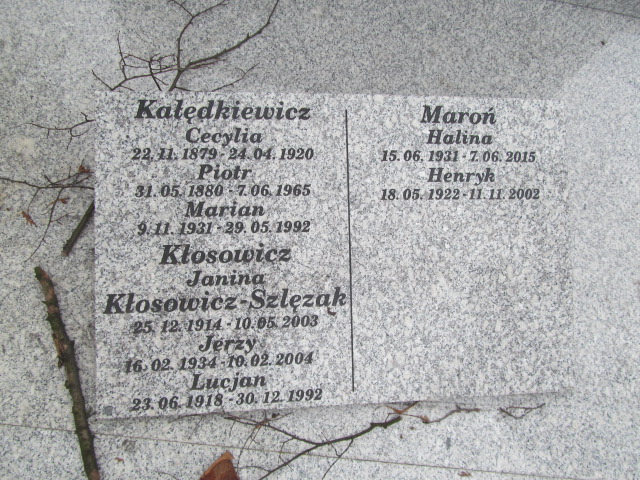 Kałędkiewicz
Cecylia
22. 11. 1879 - 24. 04. 1920
Piotr
31. 05. 1880 - 7. 06. 1965
Marian
9. 11. 1931 - 29. 05. 1992
Kłosowicz
Janina
Kłosowicz-Szlęzak
25. 12. 1914 - 10. 05. 2003
Jerzy
16. 02. 1934 - 10. 02. 2004
Lucjan
23. 06. 1918 - 30. 12. 1992
Maroń
Halina
15. 06. 1931 - 7. 06. 2015
Henryk
18. 05. 1922 - 11. 11. 2002